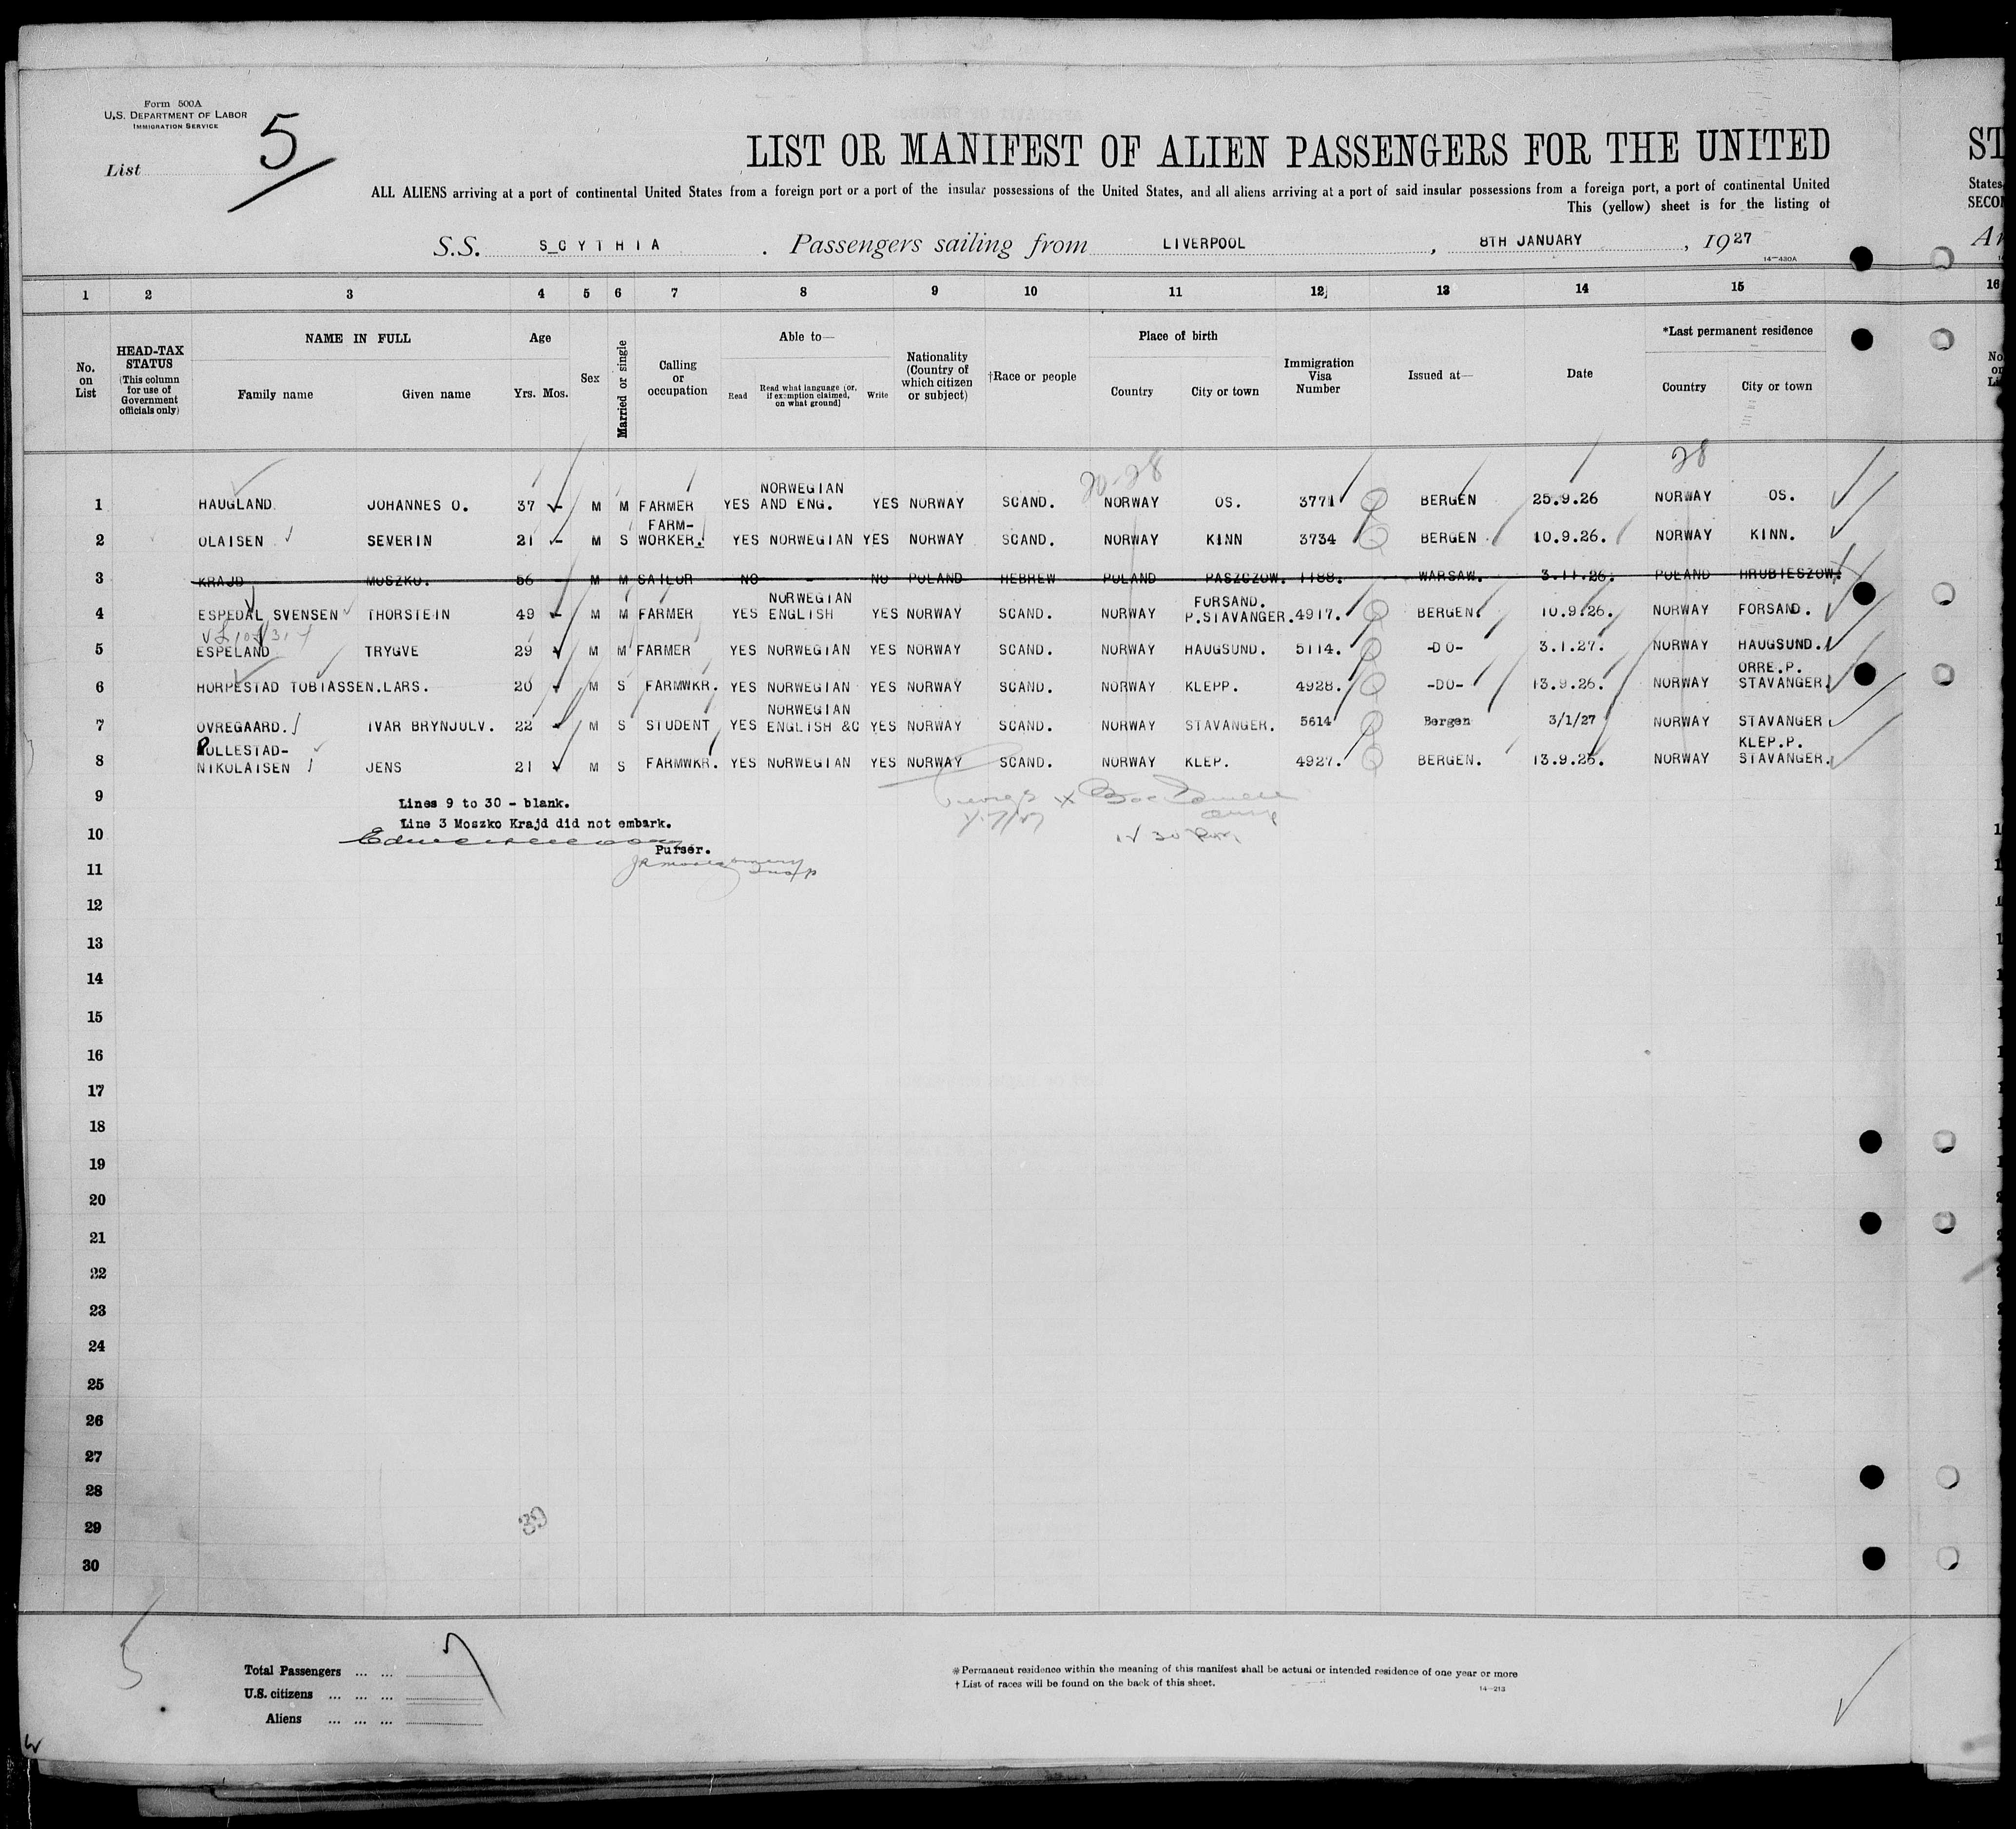 Form 500A
U.S. DEPARTMENT OF LABOR
IMMIGRATION SERVICE
List 5
LIST OR MANIFEST OF ALIEN PASSENGERS FOR THE UNITED
ST
ALL ALIENS arriving at a port of continental United States from a foreign port or a port of the insular possessions of the United States, and all aliens arriving at a port of said insular possessions from a foreign port, a port of continental United
States
This (yellow) sheet is for the listing of
S.S. SCYTHIA . Passengers sailing from LIVERPOOL , 8TH JANUARY , 1927
14—430A
1 2 3 4 5 6 7 8 9 10 11 12 13 14 15 16
No. on List
HEAD-TAX STATUS (This column for use of Government officials only)
NAME IN FULL
Family name Given name
Age
Yrs. Mos.
Sex
Married or single
Calling or occupation
Able to—
Read
Read what language [or, if exemption claimed, on what ground]
Write
Nationality (Country of which citizen or subject)
†Race or people
Place of birth
Country City or town
Immigration Visa Number
Issued at—
Date
*Last permanent residence
Country City or town
20-28 28
1 HAUGLAND JOHANNES O. 37 M M FARMER YES NORWEGIAN AND ENG. YES NORWAY SCAND. NORWAY OS. 3771 BERGEN 25.9.26 NORWAY OS.
2 OLAISEN SEVERIN 21 M S FARM-WORKER. YES NORWEGIAN YES NORWAY SCAND. NORWAY KINN 3734 BERGEN 10.9.26. NORWAY KINN.
3 KRAJD MOSZKO. 56 M M SAILOR NO - NO POLAND HEBREW POLAND PASZCZOW. 1188. WARSAW. 3.11.26. POLAND HRUBIESZOW.
4 ESPEDAL SVENSEN THORSTEIN 49 M M FARMER YES NORWEGIAN ENGLISH YES NORWAY SCAND. NORWAY FORSAND. P.STAVANGER. 4917. BERGEN. 10.9.26. NORWAY FORSAND.
5 ESPELAND TRYGVE 29 M M FARMER YES NORWEGIAN YES NORWAY SCAND. NORWAY HAUGSUND. 5114. -DO- 3.1.27. NORWAY HAUGSUND.
6 HORPESTAD TOBIASSEN. LARS. 20 M S FARMWKR. YES NORWEGIAN YES NORWAY SCAND. NORWAY KLEPP. 4928. -DO- 13.9.26. NORWAY ORRE.P. STAVANGER.
7 OVREGAARD. IVAR BRYNJULV. 22 M S STUDENT YES NORWEGIAN ENGLISH &C YES NORWAY SCAND. NORWAY STAVANGER. 5614 Bergen 3/1/27 NORWAY STAVANGER
8 POLLESTAD-NIKOLAISEN JENS 21 M S FARMWKR. YES NORWEGIAN YES NORWAY SCAND. NORWAY KLEP. 4927. BERGEN. 13.9.26. NORWAY KLEP.P. STAVANGER.
9 Lines 9 to 30 - blank.
Line 3 Moszko Krajd did not embark.
10
Purser.
11
12
13
14
15
16
17
18
19
20
21
22
23
24
25
26
27
28
29
30
39
5
Total Passengers ... ... 7
U.S. citizens ... ... ...
Aliens ... ... ...
*Permanent residence within the meaning of this manifest shall be actual or intended residence of one year or more
† List of races will be found on the back of this sheet.
14—213